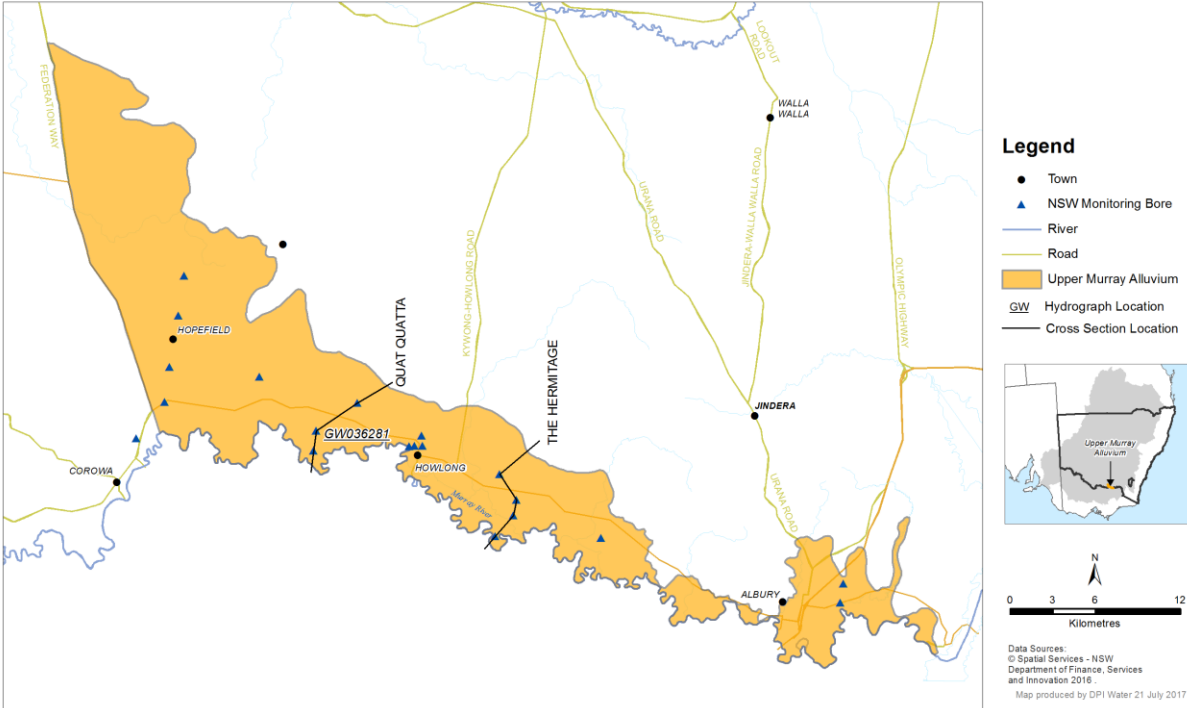 FEDERATION WAY
LOOKOUT
ROAD
WALLA
WALLA
URANA ROAD
JINDERA-WALLA WALLA ROAD
KYWONG-HOWLONG ROAD
OLYMPIC HIGHWAY
HOPEFIELD
QUAT QUATTA
THE HERMITAGE
JINDERA
GW036281
HOWLONG
COROWA
Murray River
URANA ROAD
ALBURY
Legend
Town
NSW Monitoring Bore
River
Road
Upper Murray Alluvium
GW Hydrograph Location
Cross Section Location
Upper Murray
Alluvium
N
0 3 6 12
Kilometres
Data Sources:
© Spatial Services - NSW
Department of Finance, Services
and Innovation 2016 .
Map produced by DPI Water 21 July 2017